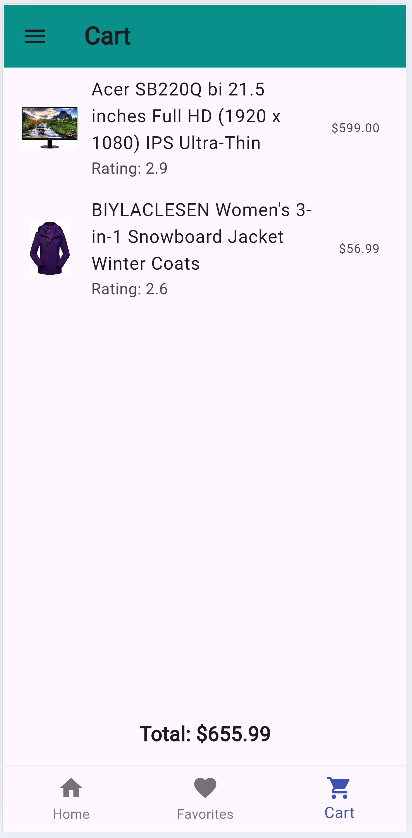 Cart
Acer SB220Q bi 21.5
inches Full HD (1920 x
1080) IPS Ultra-Thin
$599.00
Rating: 2.9
BIYLACLESEN Women's 3-
in-1 Snowboard Jacket
Winter Coats
$56.99
Rating: 2.6
Total: $655.99
Home
Favorites
Cart